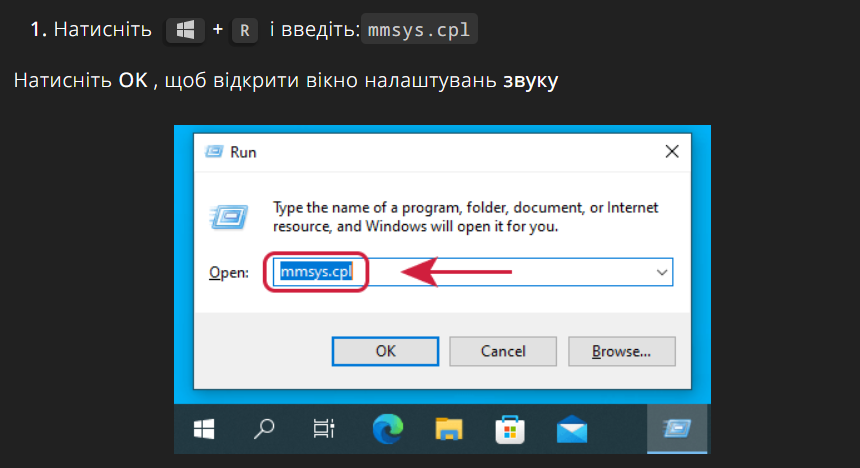 1. Натисніть + R і введіть: mmsys.cpl
Натисніть OK , щоб відкрити вікно налаштувань звуку
Run
Type the name of a program, folder, document, or Internet
resource, and Windows will open it for you.
Open: mmsys.cpl
OK Cancel Browse...